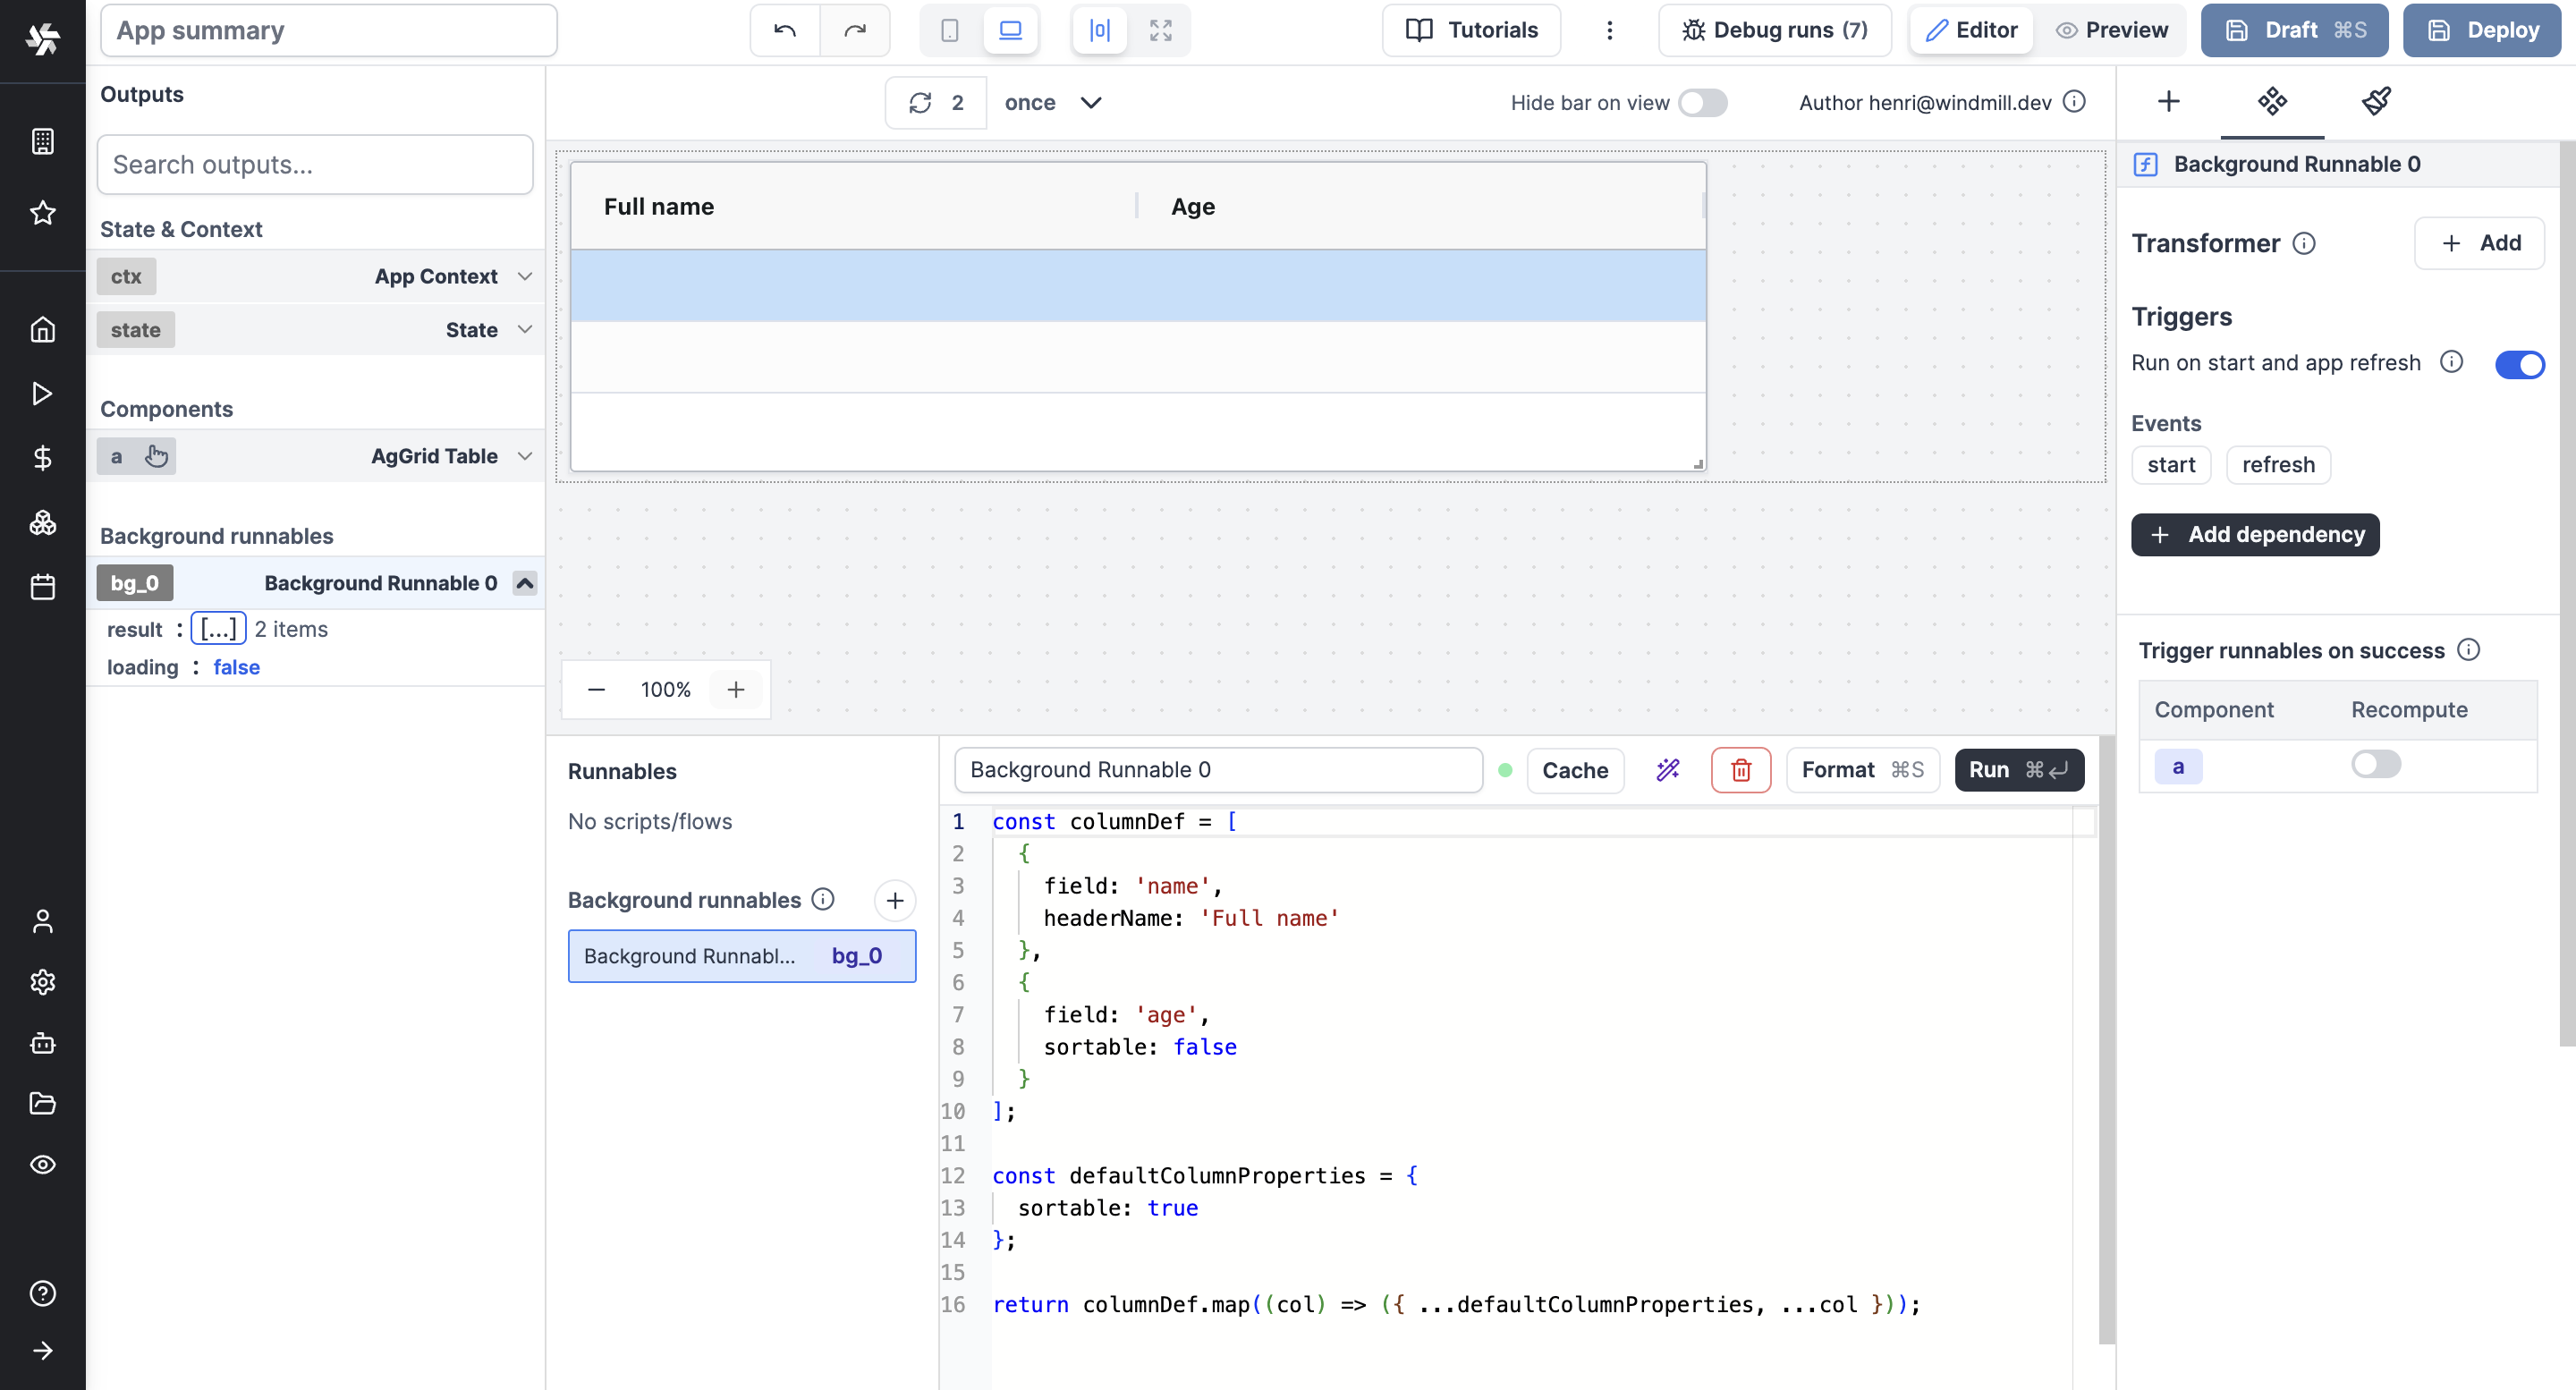 App summary
Tutorials
Debug runs (7)
Editor
Preview
Draft ⌘S
Deploy
Outputs
Search outputs...
State & Context
ctx App Context
state State
Components
a AgGrid Table
Background runnables
bg_0 Background Runnable 0
result : [...] 2 items
loading : false
2 once
Hide bar on view
Author henri@windmill.dev
Full name Age
100%
Runnables
No scripts/flows
Background runnables
Background Runnabl... bg_0
Background Runnable 0
Cache
Format ⌘S
Run ⌘
1 const columnDef = [
2 {
3 field: 'name',
4 headerName: 'Full name'
5 },
6 {
7 field: 'age',
8 sortable: false
9 }
10 ];
11
12 const defaultColumnProperties = {
13 sortable: true
14 };
15
16 return columnDef.map((col) => ({ ...defaultColumnProperties, ...col }));
Background Runnable 0
Transformer
Add
Triggers
Run on start and app refresh
Events
start refresh
Add dependency
Trigger runnables on success
Component Recompute
a